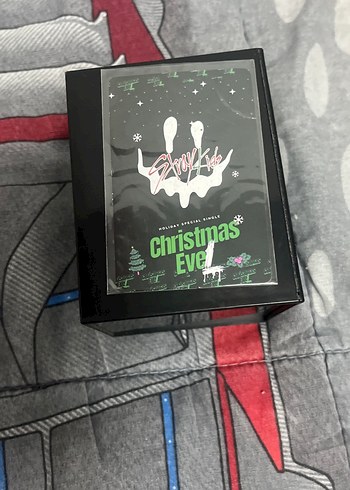 Stray Kids
HOLIDAY SPECIAL SINGLE
Christmas
EveL